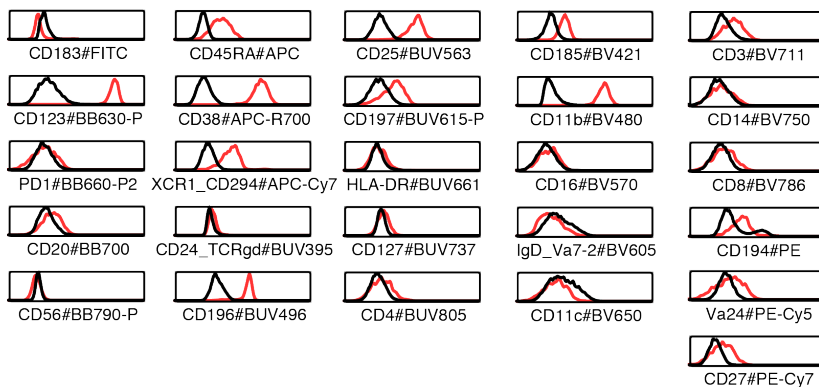 CD183#FITC
CD45RA#APC
CD25#BUV563
CD185#BV421
CD3#BV711
CD123#BB630-P
CD38#APC-R700
CD197#BUV615-P
CD11b#BV480
CD14#BV750
PD1#BB660-P2
XCR1_CD294#APC-Cy7
HLA-DR#BUV661
CD16#BV570
CD8#BV786
CD20#BB700
CD24_TCRgd#BUV395
CD127#BUV737
IgD_Va7-2#BV605
CD194#PE
CD56#BB790-P
CD196#BUV496
CD4#BUV805
CD11c#BV650
Va24#PE-Cy5
CD27#PE-Cy7